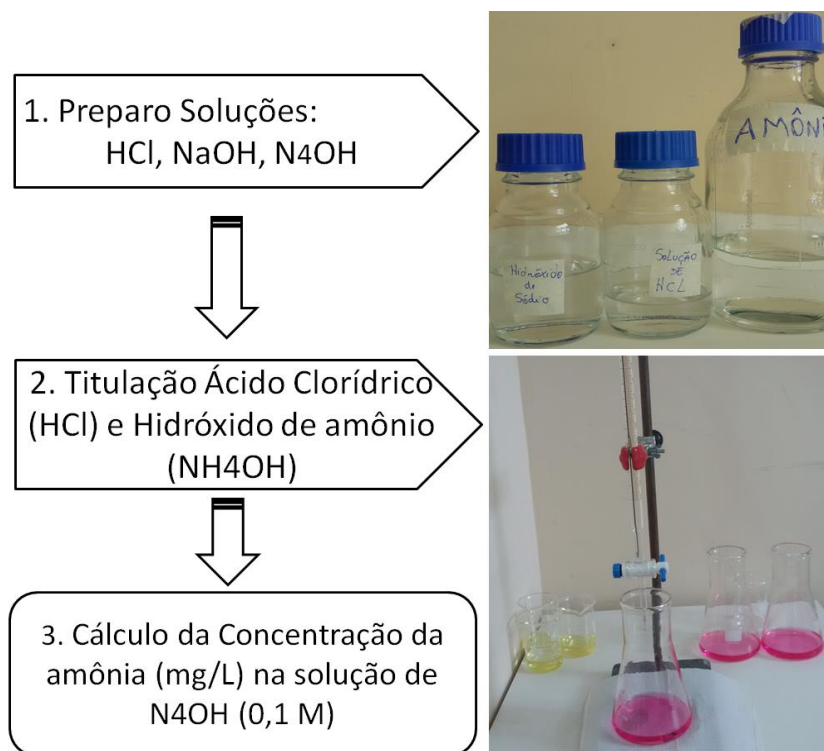 1. Preparo Soluções:
HCl, NaOH, N4OH
2. Titulação Ácido Clorídrico
(HCl) e Hidróxido de amônio
(NH4OH)
3. Cálculo da Concentração da
amônia (mg/L) na solução de
N4OH (0,1 M)
Hidróxido
de
Sódio
SOLUÇÃO
DE
HCL
AMÔNI